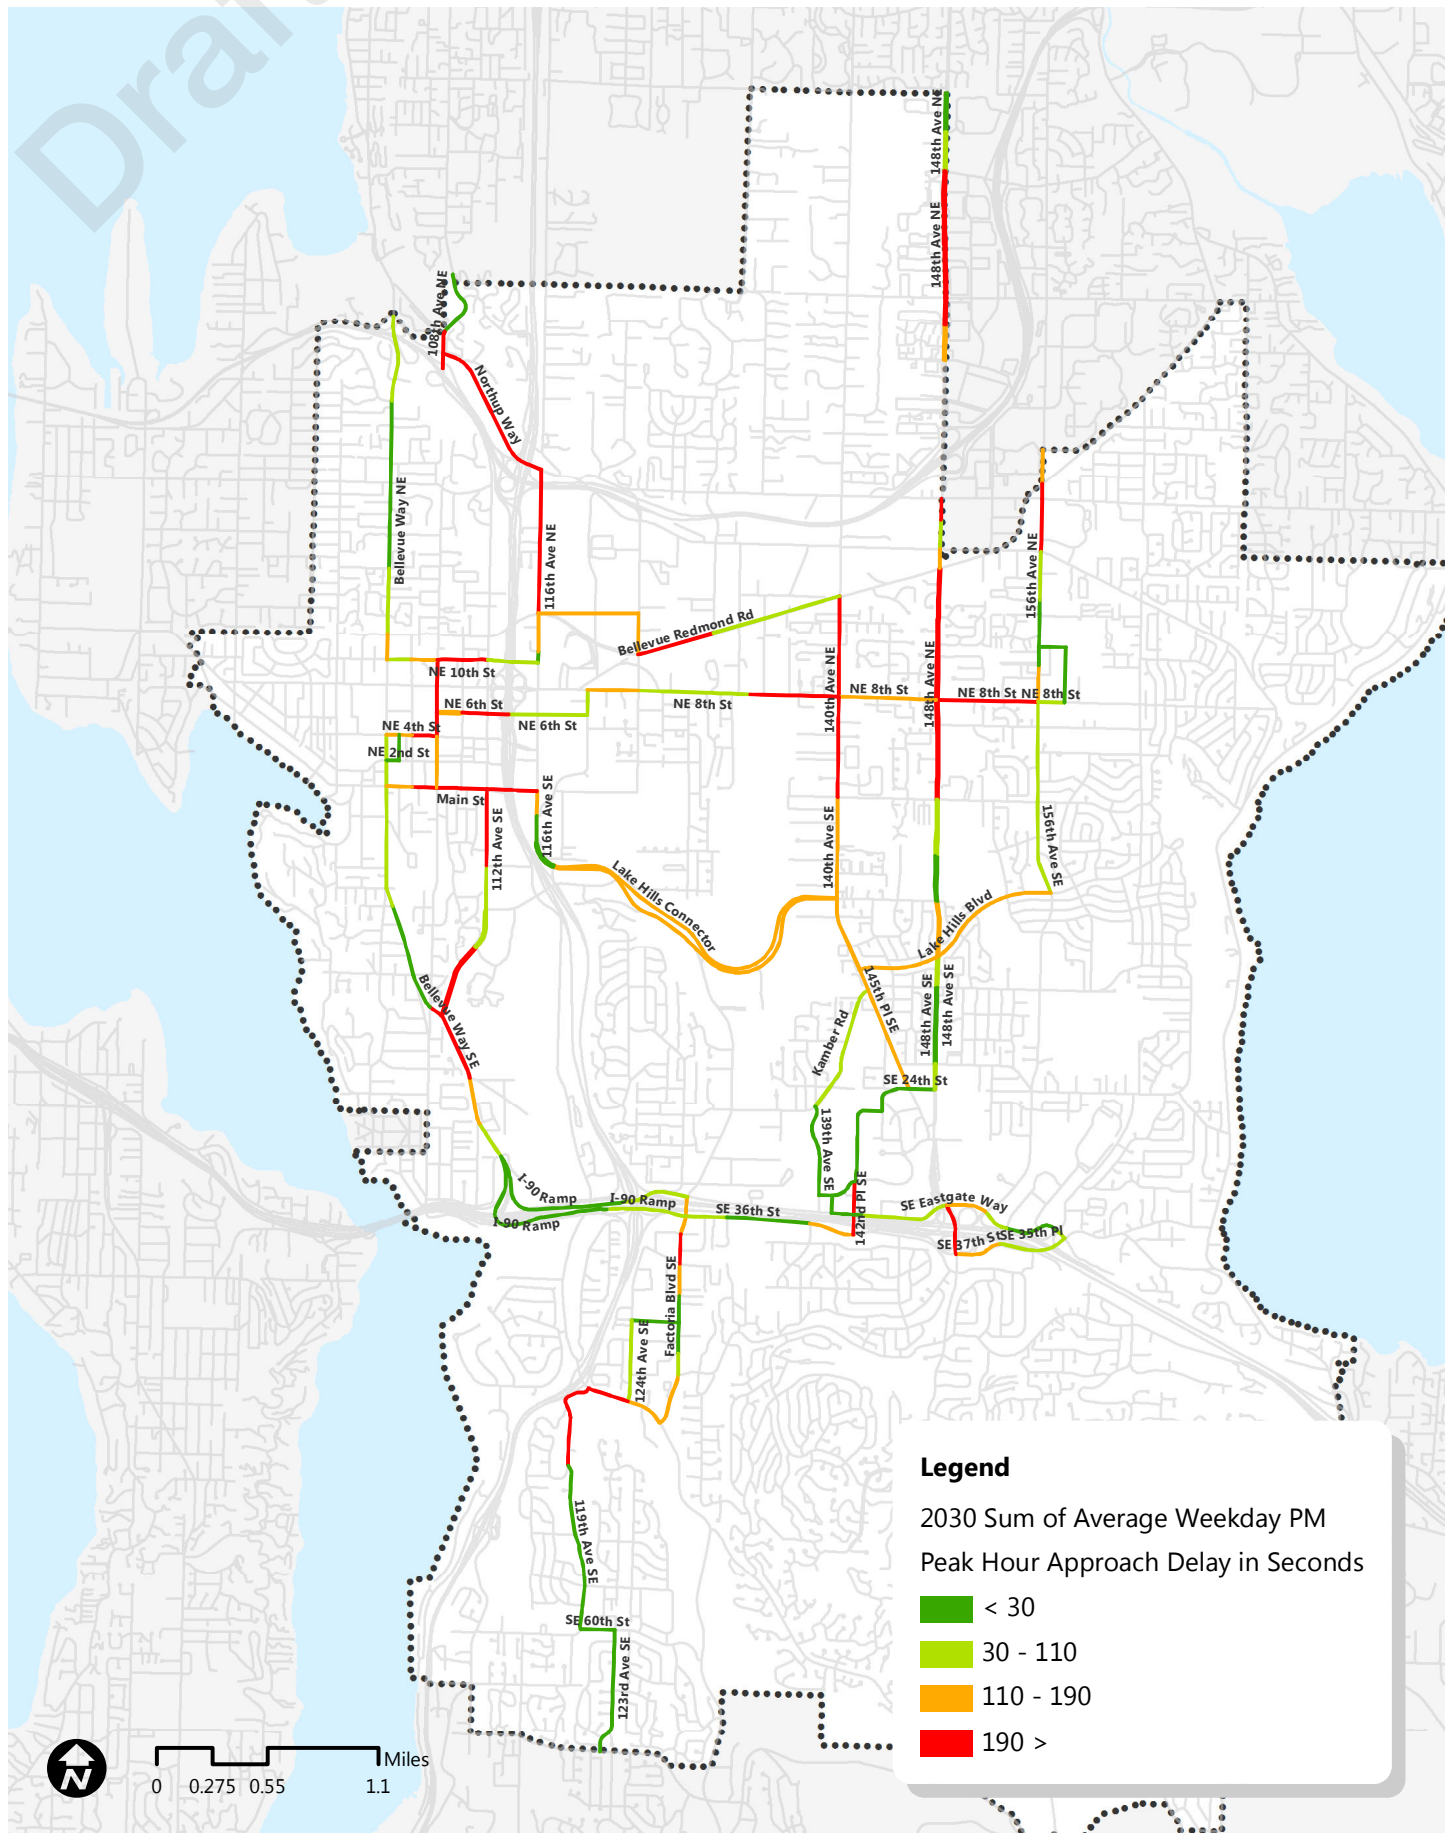 Draf
148th Ave NE
148th Ave NE
108th Ave NE
Northup Way
Bellevue Way NE
116th Ave NE
156th Ave NE
Bellevue Redmond Rd
NE 10th St
140th Ave NE
148th Ave NE
NE 8th St
NE 8th St
NE 8th St
NE 8th St
NE 6th St
NE 6th St
NE 4th St
NE 2nd St
Main St
116th Ave SE
112th Ave SE
140th Ave SE
156th Ave SE
Lake Hills Connector
Lake Hills Blvd
Bellevue Way SE
145th Pl SE
148th Ave SE
148th Ave SE
Kamber Rd
SE 24th St
139th Ave SE
142nd Pl SE
I-90 Ramp
I-90 Ramp
I-90 Ramp
SE 36th St
SE Eastgate Way
SE 37th St
SE 35th Pl
Factoria Blvd SE
124th Ave SE
119th Ave SE
SE 60th St
123rd Ave SE
Legend
2030 Sum of Average Weekday PM
Peak Hour Approach Delay in Seconds
< 30
30 - 110
110 - 190
190 >
N
Miles
0 0.275 0.55 1.1